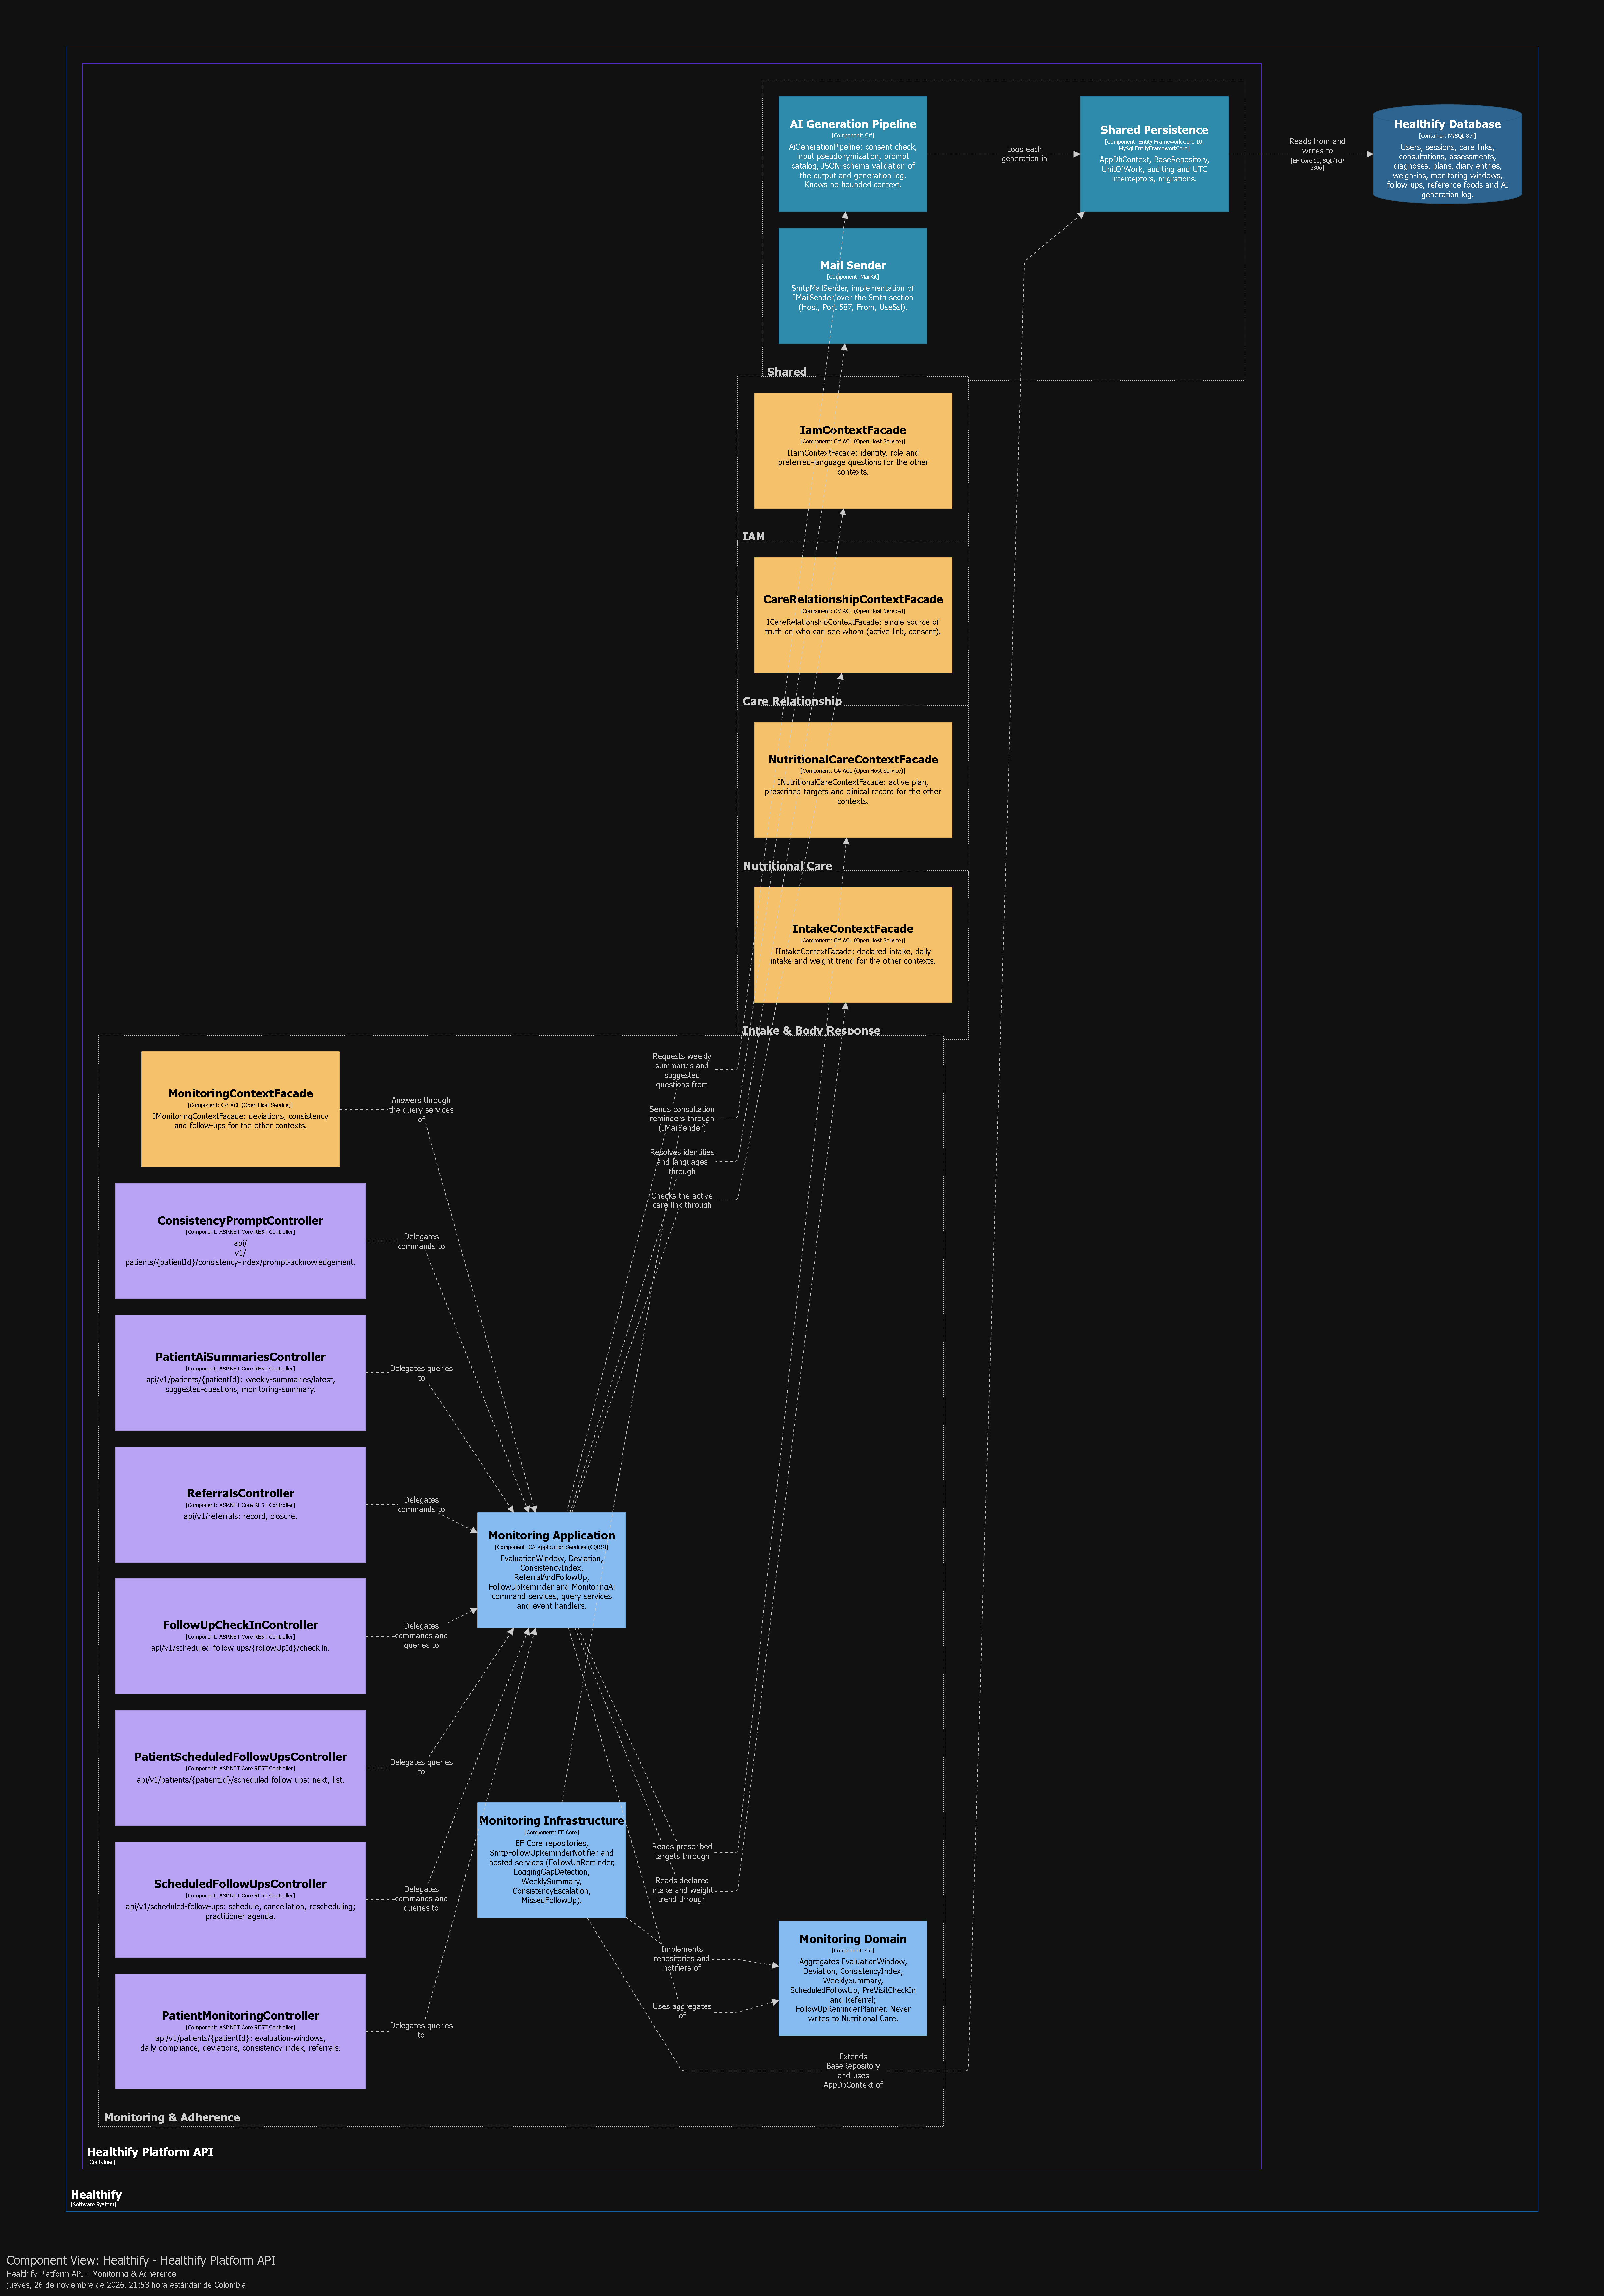 AI Generation Pipeline
[Component: C#]
AiGenerationPipeline: consent check,
input pseudonymization, prompt
catalog, JSON-schema validation of
the output and generation log.
Knows no bounded context.
Logs each
generation in
Shared Persistence
[Component: Entity Framework Core 10,
MySql.EntityFrameworkCore]
AppDbContext, BaseRepository,
UnitOfWork, auditing and UTC
interceptors, migrations.
Reads from and
writes to
[EF Core 10, SQL/TCP
3306]
Healthify Database
[Container: MySQL 8.4]
Users, sessions, care links,
consultations, assessments,
diagnoses, plans, diary entries,
weigh-ins, monitoring windows,
follow-ups, reference foods and AI
generation log.
Mail Sender
[Component: MailKit]
SmtpMailSender, implementation of
IMailSender over the Smtp section
(Host, Port 587, From, UseSsl).
Shared
IamContextFacade
[Component: C# ACL (Open Host Service)]
IIamContextFacade: identity, role and
preferred-language questions for the other
contexts.
IAM
CareRelationshipContextFacade
[Component: C# ACL (Open Host Service)]
ICareRelationshipContextFacade: single source of
truth on who can see whom (active link, consent).
Care Relationship
NutritionalCareContextFacade
[Component: C# ACL (Open Host Service)]
INutritionalCareContextFacade: active plan,
prescribed targets and clinical record for the other
contexts.
Nutritional Care
IntakeContextFacade
[Component: C# ACL (Open Host Service)]
IIntakeContextFacade: declared intake, daily
intake and weight trend for the other contexts.
Intake & Body Response
MonitoringContextFacade
[Component: C# ACL (Open Host Service)]
IMonitoringContextFacade: deviations, consistency
and follow-ups for the other contexts.
Answers through
the query services
of
Requests weekly
summaries and
suggested
questions from
Sends consultation
reminders through
(IMailSender)
Resolves identities
and languages
through
Checks the active
care link through
ConsistencyPromptController
[Component: ASP.NET Core REST Controller]
api/
v1/
patients/{patientId}/consistency-index/prompt-acknowledgement.
Delegates
commands to
PatientAiSummariesController
[Component: ASP.NET Core REST Controller]
api/v1/patients/{patientId}: weekly-summaries/latest,
suggested-questions, monitoring-summary.
Delegates queries
to
ReferralsController
[Component: ASP.NET Core REST Controller]
api/v1/referrals: record, closure.
Delegates
commands to
Monitoring Application
[Component: C# Application Services (CQRS)]
EvaluationWindow, Deviation,
ConsistencyIndex,
ReferralAndFollowUp,
FollowUpReminder and MonitoringAi
command services, query services
and event handlers.
FollowUpCheckInController
[Component: ASP.NET Core REST Controller]
api/v1/scheduled-follow-ups/{followUpId}/check-in.
Delegates
commands and
queries to
PatientScheduledFollowUpsController
[Component: ASP.NET Core REST Controller]
api/v1/patients/{patientId}/scheduled-follow-ups: next, list.
Delegates queries
to
Monitoring Infrastructure
[Component: EF Core]
EF Core repositories,
SmtpFollowUpReminderNotifier and
hosted services (FollowUpReminder,
LoggingGapDetection,
WeeklySummary,
ConsistencyEscalation,
MissedFollowUp).
Reads prescribed
targets through
Reads declared
intake and weight
trend through
ScheduledFollowUpsController
[Component: ASP.NET Core REST Controller]
api/v1/scheduled-follow-ups: schedule, cancellation, rescheduling;
practitioner agenda.
Delegates
commands and
queries to
Implements
repositories and
notifiers of
Uses aggregates
of
Monitoring Domain
[Component: C#]
Aggregates EvaluationWindow,
Deviation, ConsistencyIndex,
WeeklySummary,
ScheduledFollowUp, PreVisitCheckIn
and Referral;
FollowUpReminderPlanner. Never
writes to Nutritional Care.
PatientMonitoringController
[Component: ASP.NET Core REST Controller]
api/v1/patients/{patientId}: evaluation-windows,
daily-compliance, deviations, consistency-index, referrals.
Delegates queries
to
Extends
BaseRepository
and uses
AppDbContext of
Monitoring & Adherence
Healthify Platform API
[Container]
Healthify
[Software System]
Component View: Healthify - Healthify Platform API
Healthify Platform API - Monitoring & Adherence
jueves, 26 de noviembre de 2026, 21:53 hora estándar de Colombia